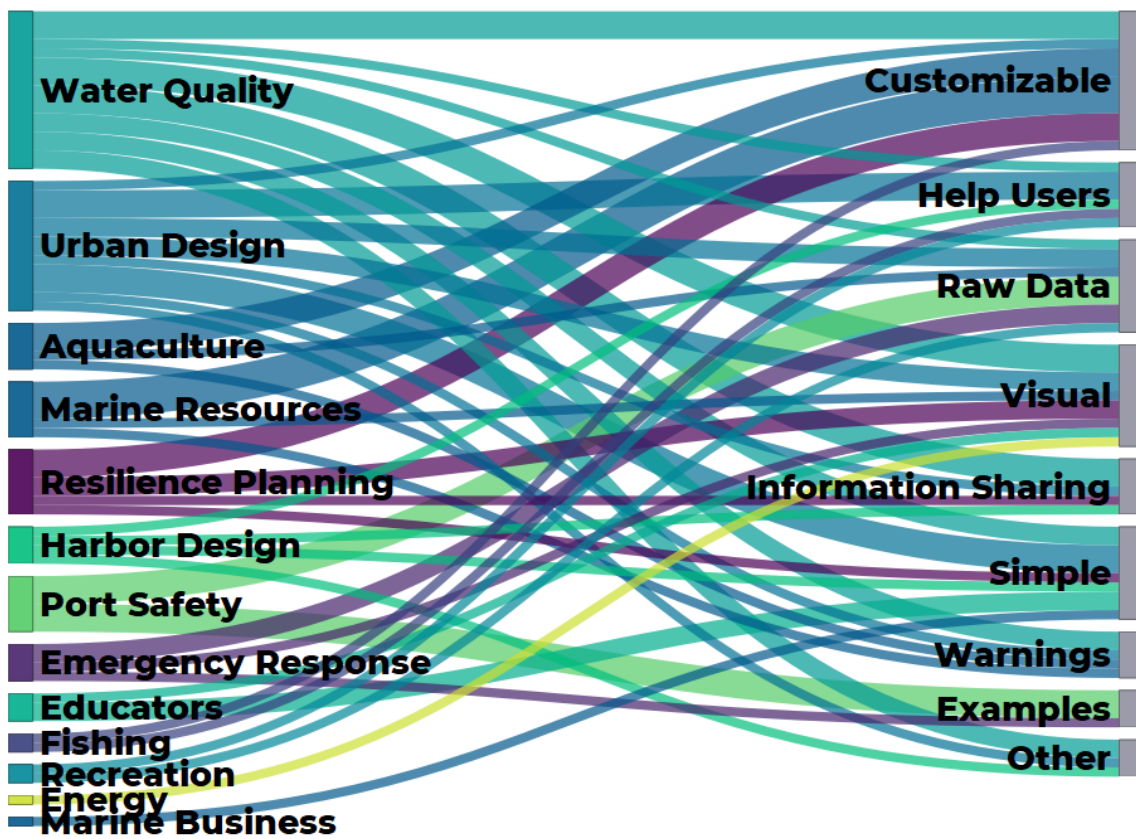 Water Quality
Urban Design
Aquaculture
Marine Resources
Resilience Planning
Harbor Design
Port Safety
Emergency Response
Educators
Fishing
Recreation
Energy
Marine Business
Customizable
Help Users
Raw Data
Visual
Information Sharing
Simple
Warnings
Examples
Other